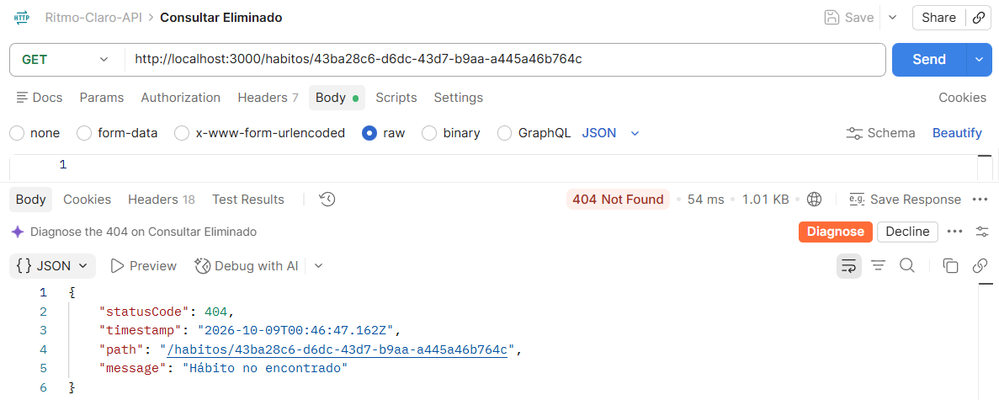 HTTP Ritmo-Claro-API > Consultar Eliminado Save Share
GET http://localhost:3000/habitos/43ba28c6-d6dc-43d7-b9aa-a445a46b764c Send
Docs Params Authorization Headers 7 Body Scripts Settings Cookies
none form-data x-www-form-urlencoded raw binary GraphQL JSON Schema Beautify
1
Body Cookies Headers 18 Test Results 404 Not Found 54 ms 1.01 KB e.g. Save Response
Diagnose the 404 on Consultar Eliminado Diagnose Decline
{} JSON Preview Debug with AI
1 {
2 "statusCode": 404,
3 "timestamp": "2026-10-09T00:46:47.162Z",
4 "path": "/habitos/43ba28c6-d6dc-43d7-b9aa-a445a46b764c",
5 "message": "Hábito no encontrado"
6 }